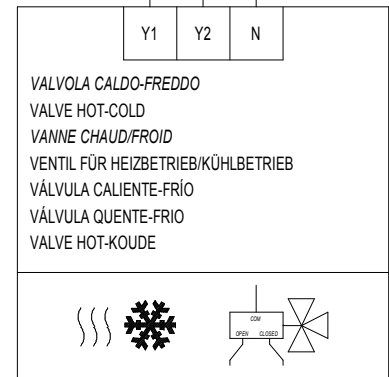 Y1 Y2 N
VALVOLA CALDO-FREDDO
VALVE HOT-COLD
VANNE CHAUD/FROID
VENTIL FÜR HEIZBETRIEB/KÜHLBETRIEB
VÁLVULA CALIENTE-FRÍO
VÁLVULA QUENTE-FRIO
VALVE HOT-KOUDE
COM
OPEN CLOSED